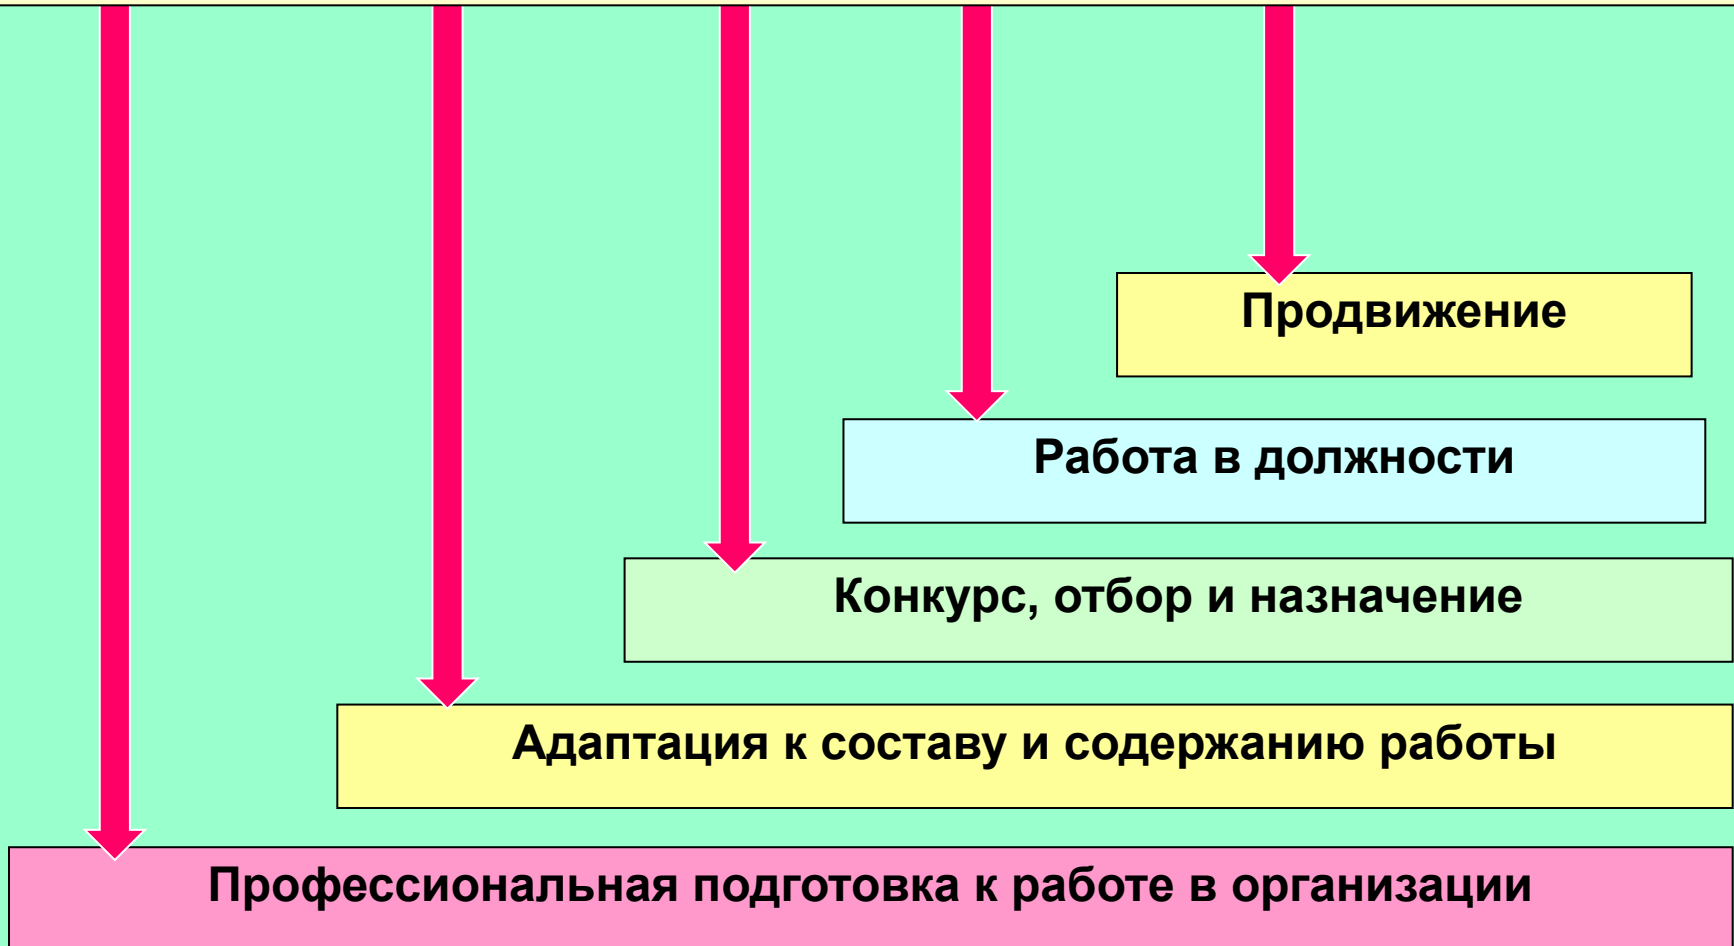 Продвижение
Работа в должности
Конкурс, отбор и назначение
Адаптация к составу и содержанию работы
Профессиональная подготовка к работе в организации